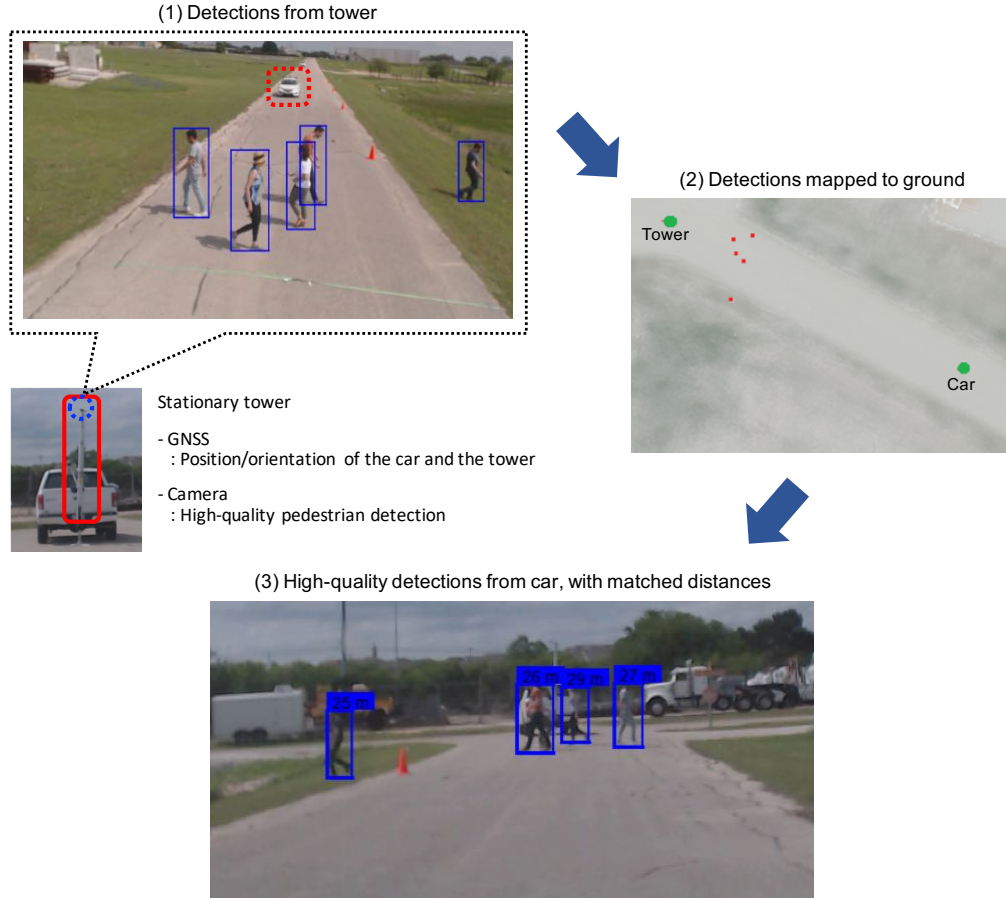 (1) Detections from tower
(2) Detections mapped to ground
Tower
Car
Stationary tower
- GNSS
: Position/orientation of the car and the tower
- Camera
: High-quality pedestrian detection
(3) High-quality detections from car, with matched distances
25 m
26 m
29 m
27 m